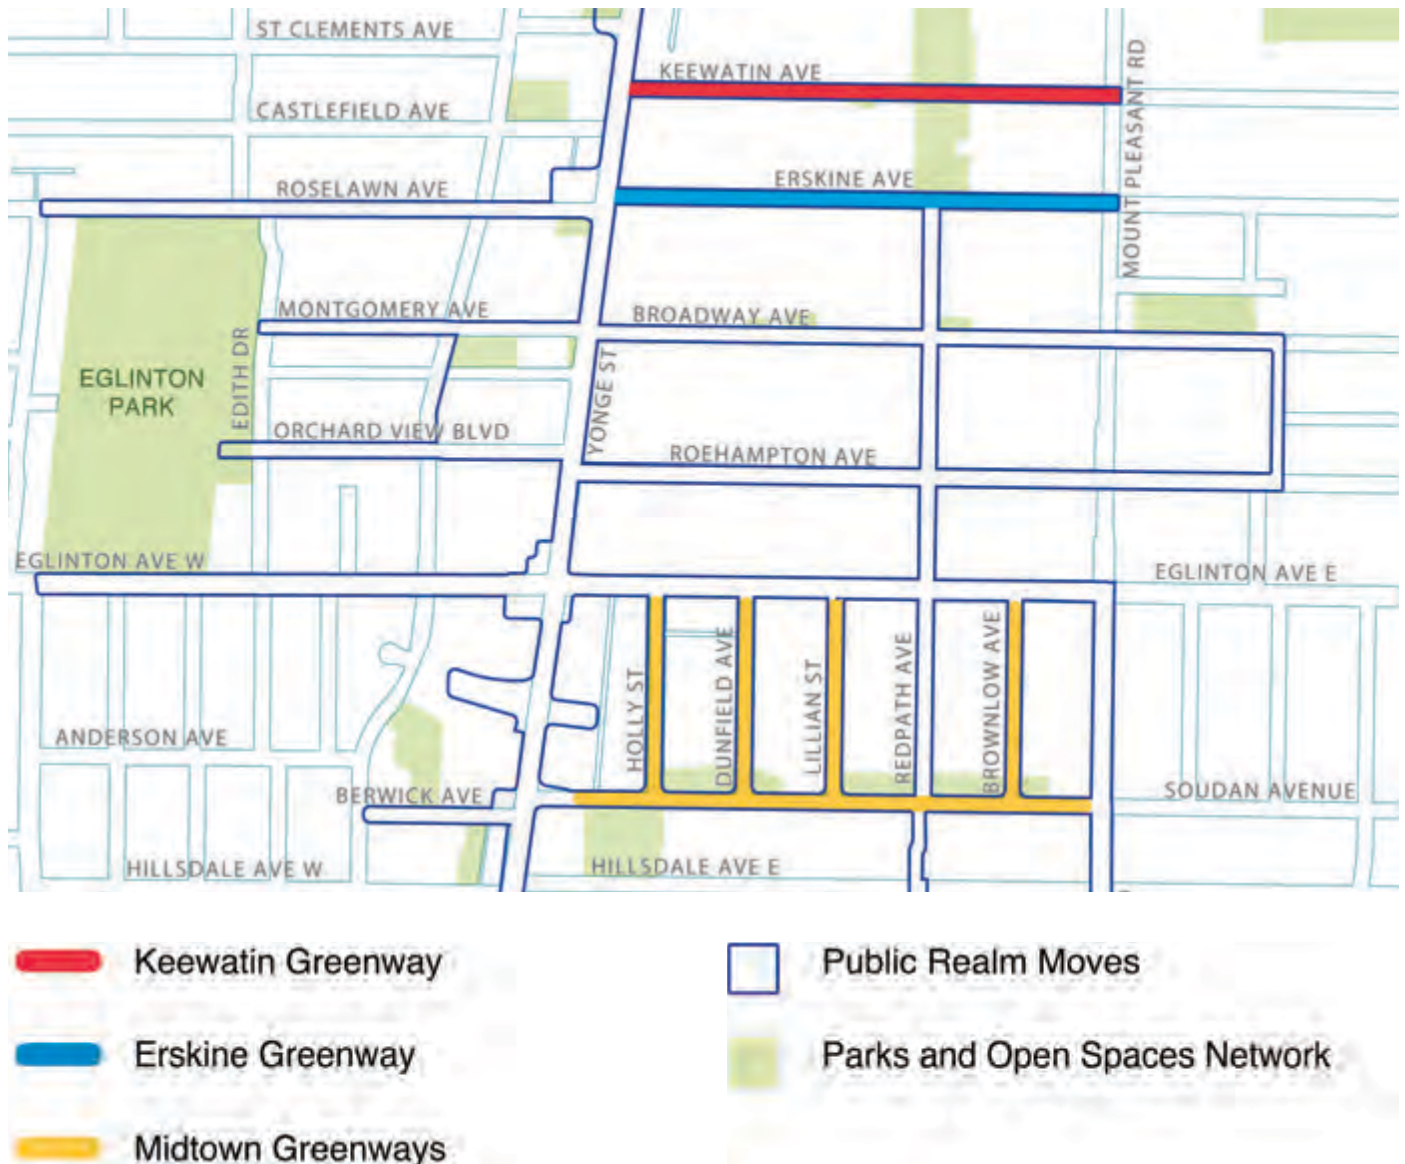 ST CLEMENTS AVE
KEEWATIN AVE
CASTLEFIELD AVE
MOUNT PLEASANT RD
ROSELAWN AVE
ERSKINE AVE
MONTGOMERY AVE
BROADWAY AVE
EGLINTON
PARK
EDITH DR
YONGE ST
ORCHARD VIEW BLVD
ROEHAMPTON AVE
EGLINTON AVE W
EGLINTON AVE E
HOLLY ST
DUNFIELD AVE
LILLIAN ST
REDPATH AVE
BROWNLOW AVE
ANDERSON AVE
BERWICK AVE
SOUDAN AVENUE
HILLSDALE AVE W
HILLSDALE AVE E
Keewatin Greenway
Public Realm Moves
Erskine Greenway
Parks and Open Spaces Network
Midtown Greenways